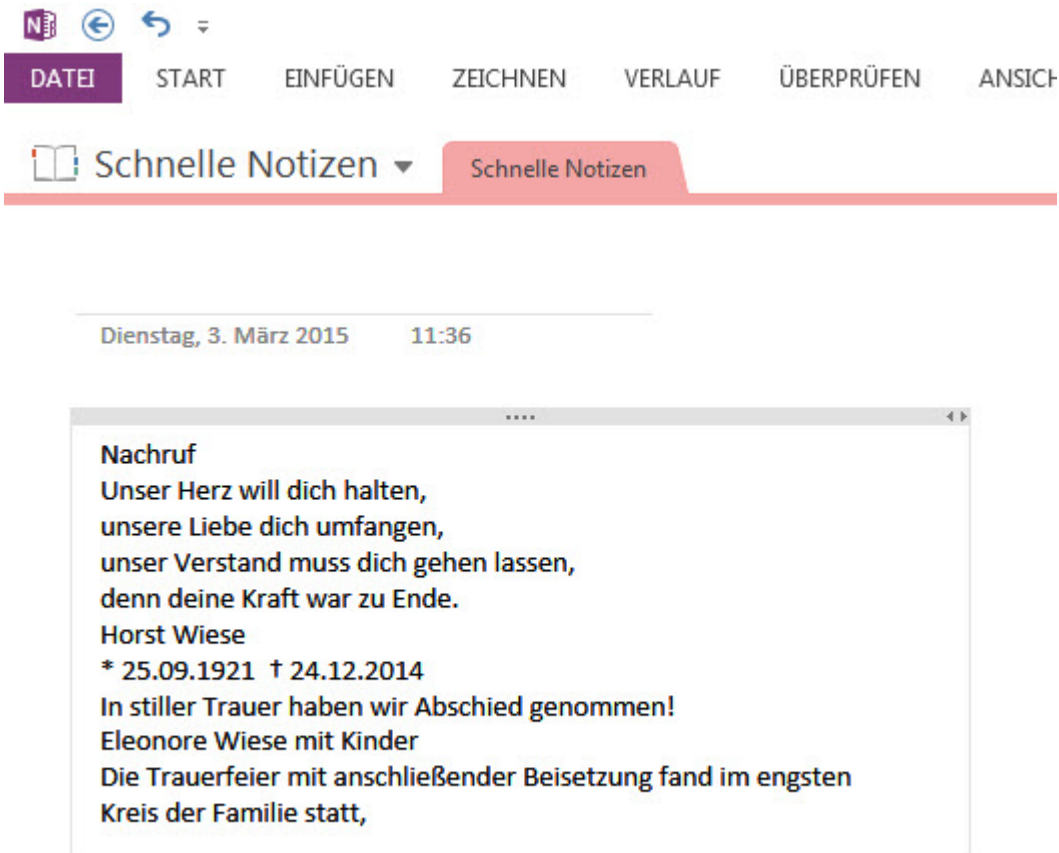 DATEI START EINFÜGEN ZEICHNEN VERLAUF ÜBERPRÜFEN ANSICH
Schnelle Notizen Schnelle Notizen
Dienstag, 3. März 2015 11:36
Nachruf
Unser Herz will dich halten,
unsere Liebe dich umfangen,
unser Verstand muss dich gehen lassen,
denn deine Kraft war zu Ende.
Horst Wiese
* 25.09.1921 † 24.12.2014
In stiller Trauer haben wir Abschied genommen!
Eleonore Wiese mit Kinder
Die Trauerfeier mit anschließender Beisetzung fand im engsten
Kreis der Familie statt,